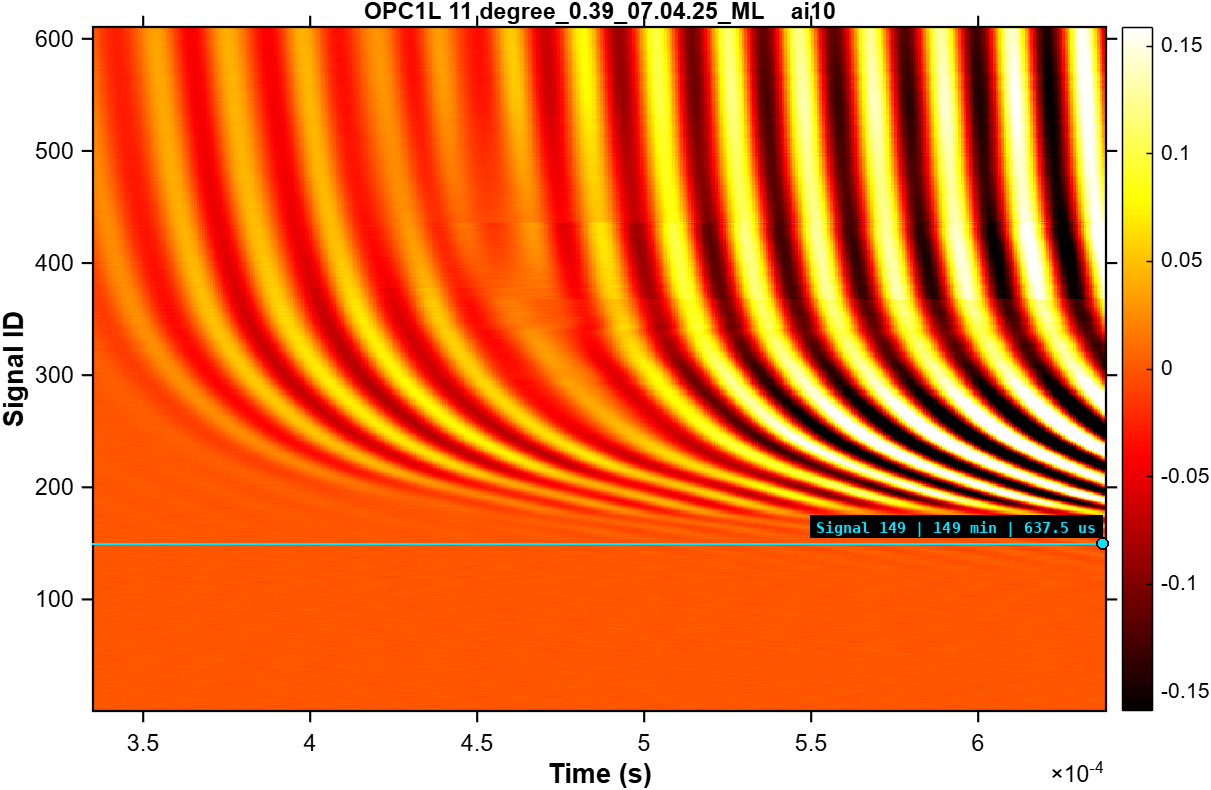 OPC1L 11 degree_0.39_07.04.25_ML ai10
600
500
400
300
200
100
Signal ID
0.15
0.1
0.05
0
-0.05
-0.1
-0.15
Signal 149 | 149 min | 637.5 us
3.5 4 4.5 5 5.5 6
Time (s)
×10⁻⁴